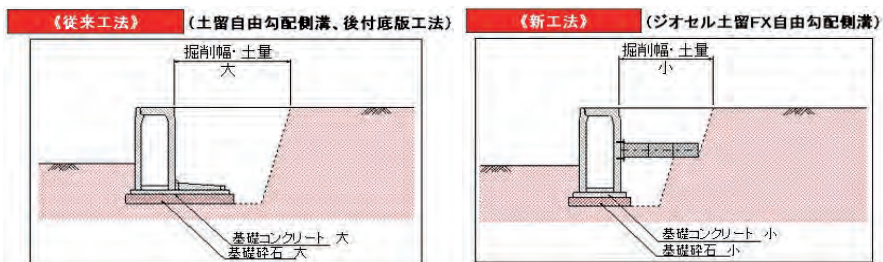 《従来工法》 (土留自由勾配側溝、後付底版工法)
掘削幅・土量
大
基礎コンクリート 大
基礎砕石 大
《新工法》 (ジオセル土留FX自由勾配側溝)
掘削幅・土量
小
基礎コンクリート 小
基礎砕石 小